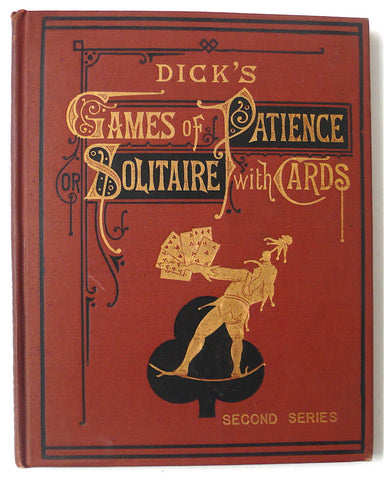 DICK'S
GAMES OF PATIENCE
OR SOLITAIRE with CARDS
SECOND SERIES